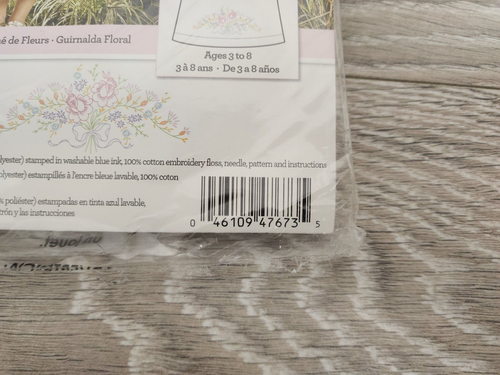 é de Fleurs • Guirnalda Floral
Ages 3 to 8
3 à 8 ans • De 3 a 8 años
lyester) stamped in washable blue ink, 100% cotton embroidery floss, needle, pattern and instructions
olyester) estampillés à l'encre bleue lavable, 100% coton
% poliéster) estampadas en tinta azul lavable,
trón y las instrucciones
0 46109 47673 5